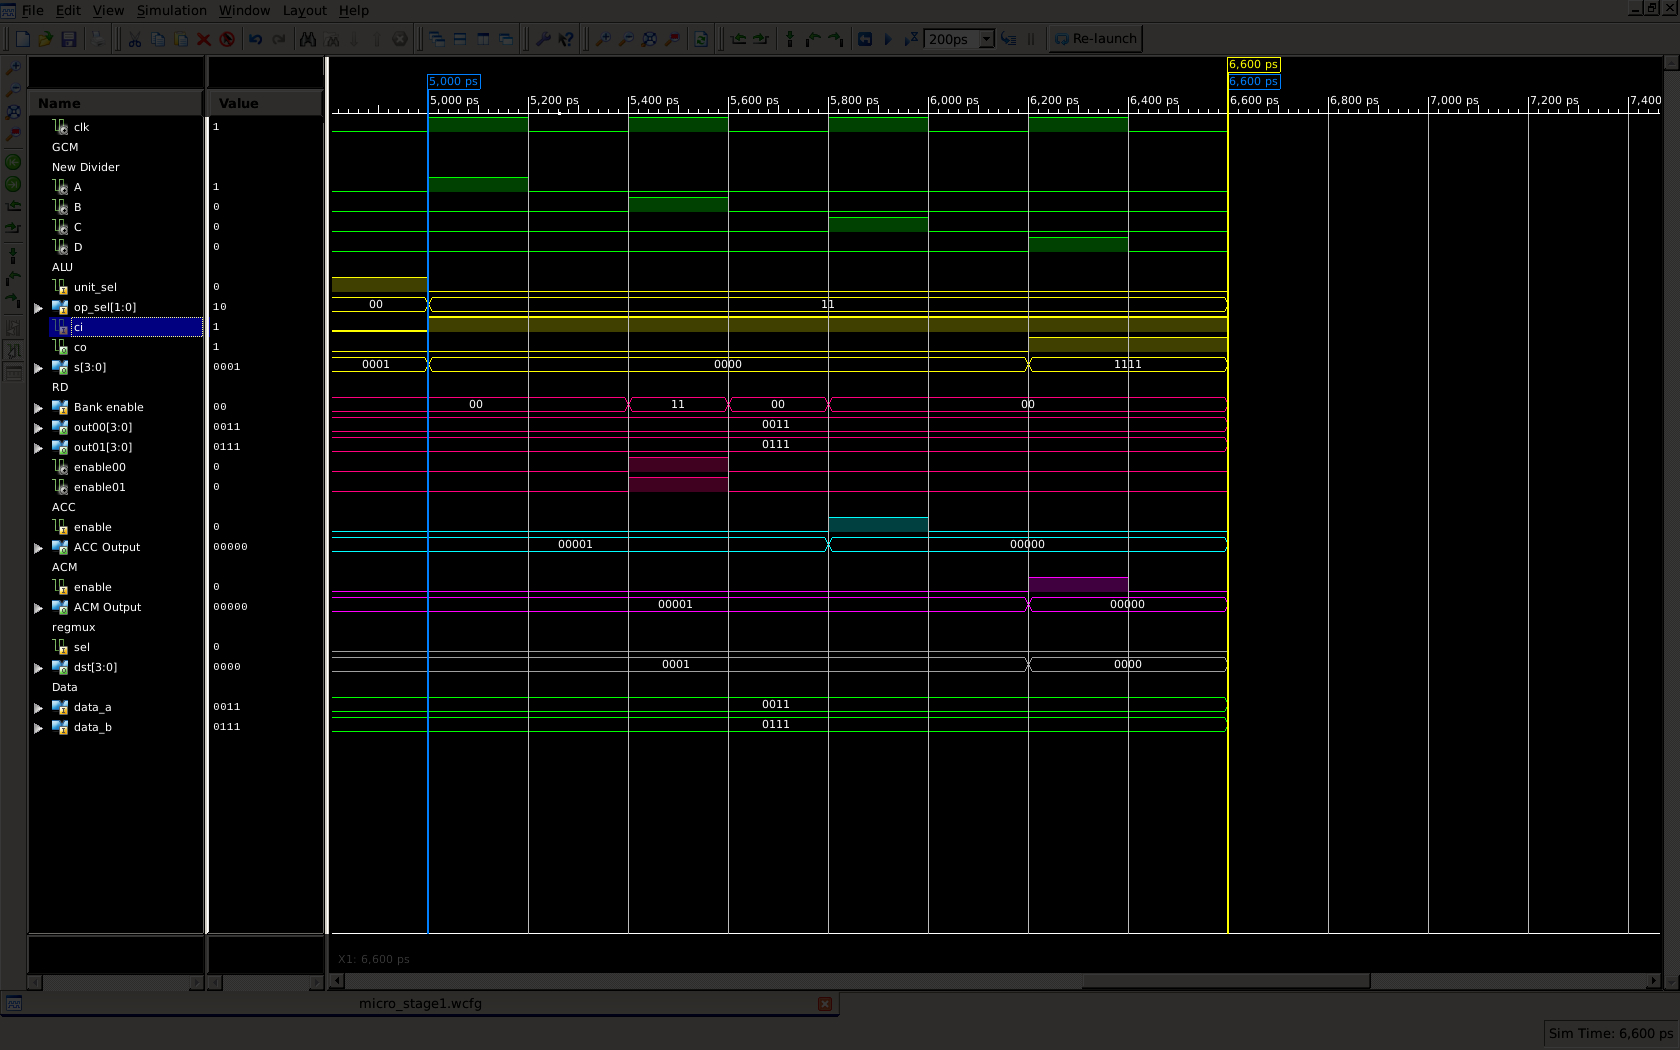 File Edit View Simulation Window Layout Help
200ps Re-launch
6,600 ps
5,000 ps 6,600 ps
Name Value
5,000 ps 5,200 ps 5,400 ps 5,600 ps 5,800 ps 6,000 ps 6,200 ps 6,400 ps 6,600 ps 6,800 ps 7,000 ps 7,200 ps 7,400
clk 1
GCM
New Divider
A 1
B 0
C 0
D 0
ALU
unit_sel 0
op_sel[1:0] 10 00 11
ci 1
co 1
s[3:0] 0001 0001 0000 1111
RD
Bank enable 00 00 11 00 00
out00[3:0] 0011 0011
out01[3:0] 0111 0111
enable00 0
enable01 0
ACC
enable 0
ACC Output 00000 00001 00000
ACM
enable 0
ACM Output 00000 00001 00000
regmux
sel 0
dst[3:0] 0000 0001 0000
Data
data_a 0011 0011
data_b 0111 0111
X1: 6,600 ps
micro_stage1.wcfg
Sim Time: 6,600 ps